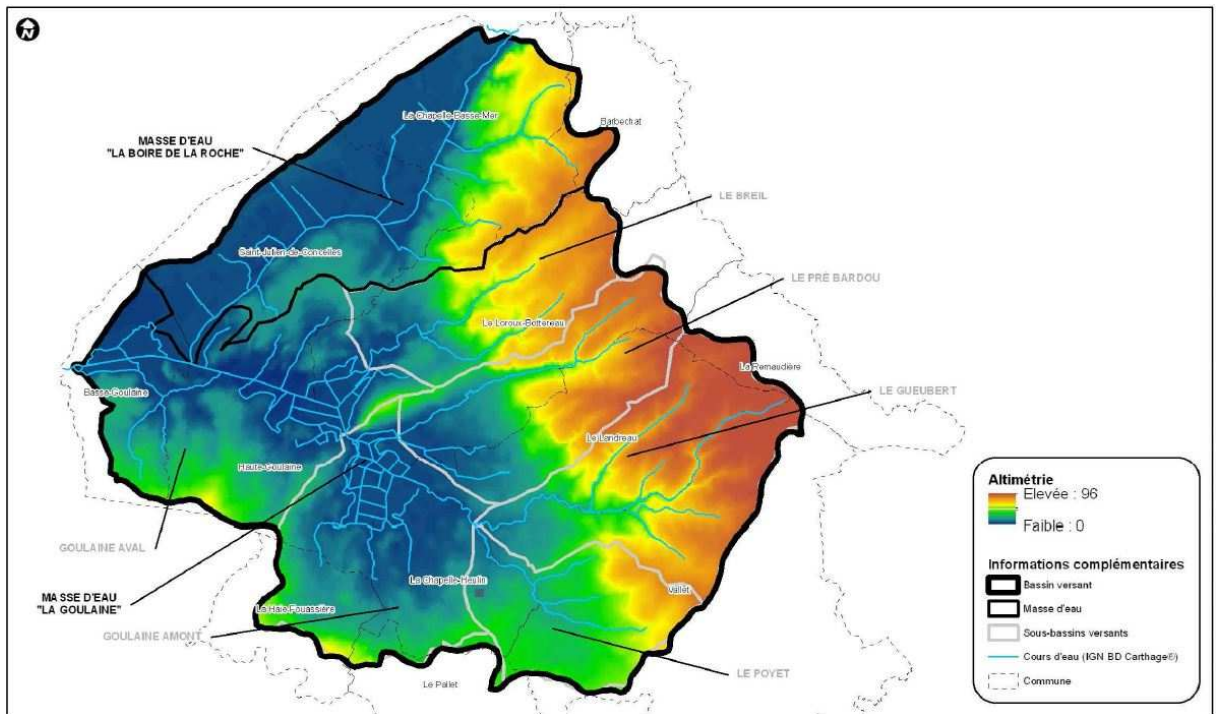 N
La Chapelle-Basse-Mer
Barbechat
MASSE D'EAU
"LA BOIRE DE LA ROCHE"
LE BREIL
Saint-Julien-de-Concelles
LE PRÉ BARDOU
Le Loroux-Bottereau
La Remaudière
Basse-Goulaine
LE GUEUBERT
Le Landreau
Haute-Goulaine
GOULAINE AVAL
La Chapelle-Heulin
Vallet
MASSE D'EAU
"LA GOULAINE"
La Haie-Fouassière
GOULAINE AMONT
LE POYET
Le Pallet
Altimétrie
Elevée : 96
Faible : 0
Informations complémentaires
Bassin versant
Masse d'eau
Sous-bassins versants
Cours d'eau (IGN BD Carthage®)
Commune